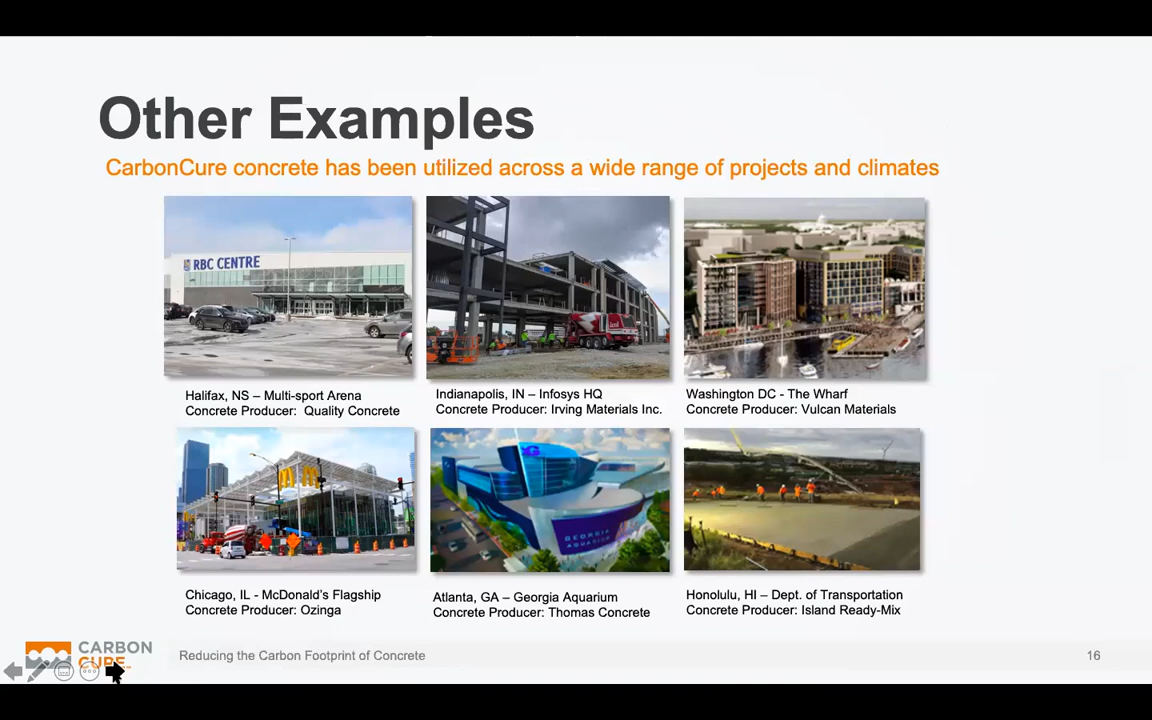 Other Examples
CarbonCure concrete has been utilized across a wide range of projects and climates
RBC CENTRE
Halifax, NS – Multi-sport Arena
Concrete Producer:  Quality Concrete
Indianapolis, IN – Infosys HQ
Concrete Producer: Irving Materials Inc.
Washington DC - The Wharf
Concrete Producer: Vulcan Materials
GEORGIA
AQUARIUM
Chicago, IL - McDonald's Flagship
Concrete Producer: Ozinga
Atlanta, GA – Georgia Aquarium
Concrete Producer: Thomas Concrete
Honolulu, HI – Dept. of Transportation
Concrete Producer: Island Ready-Mix
CARBON
CURE
Reducing the Carbon Footprint of Concrete
16